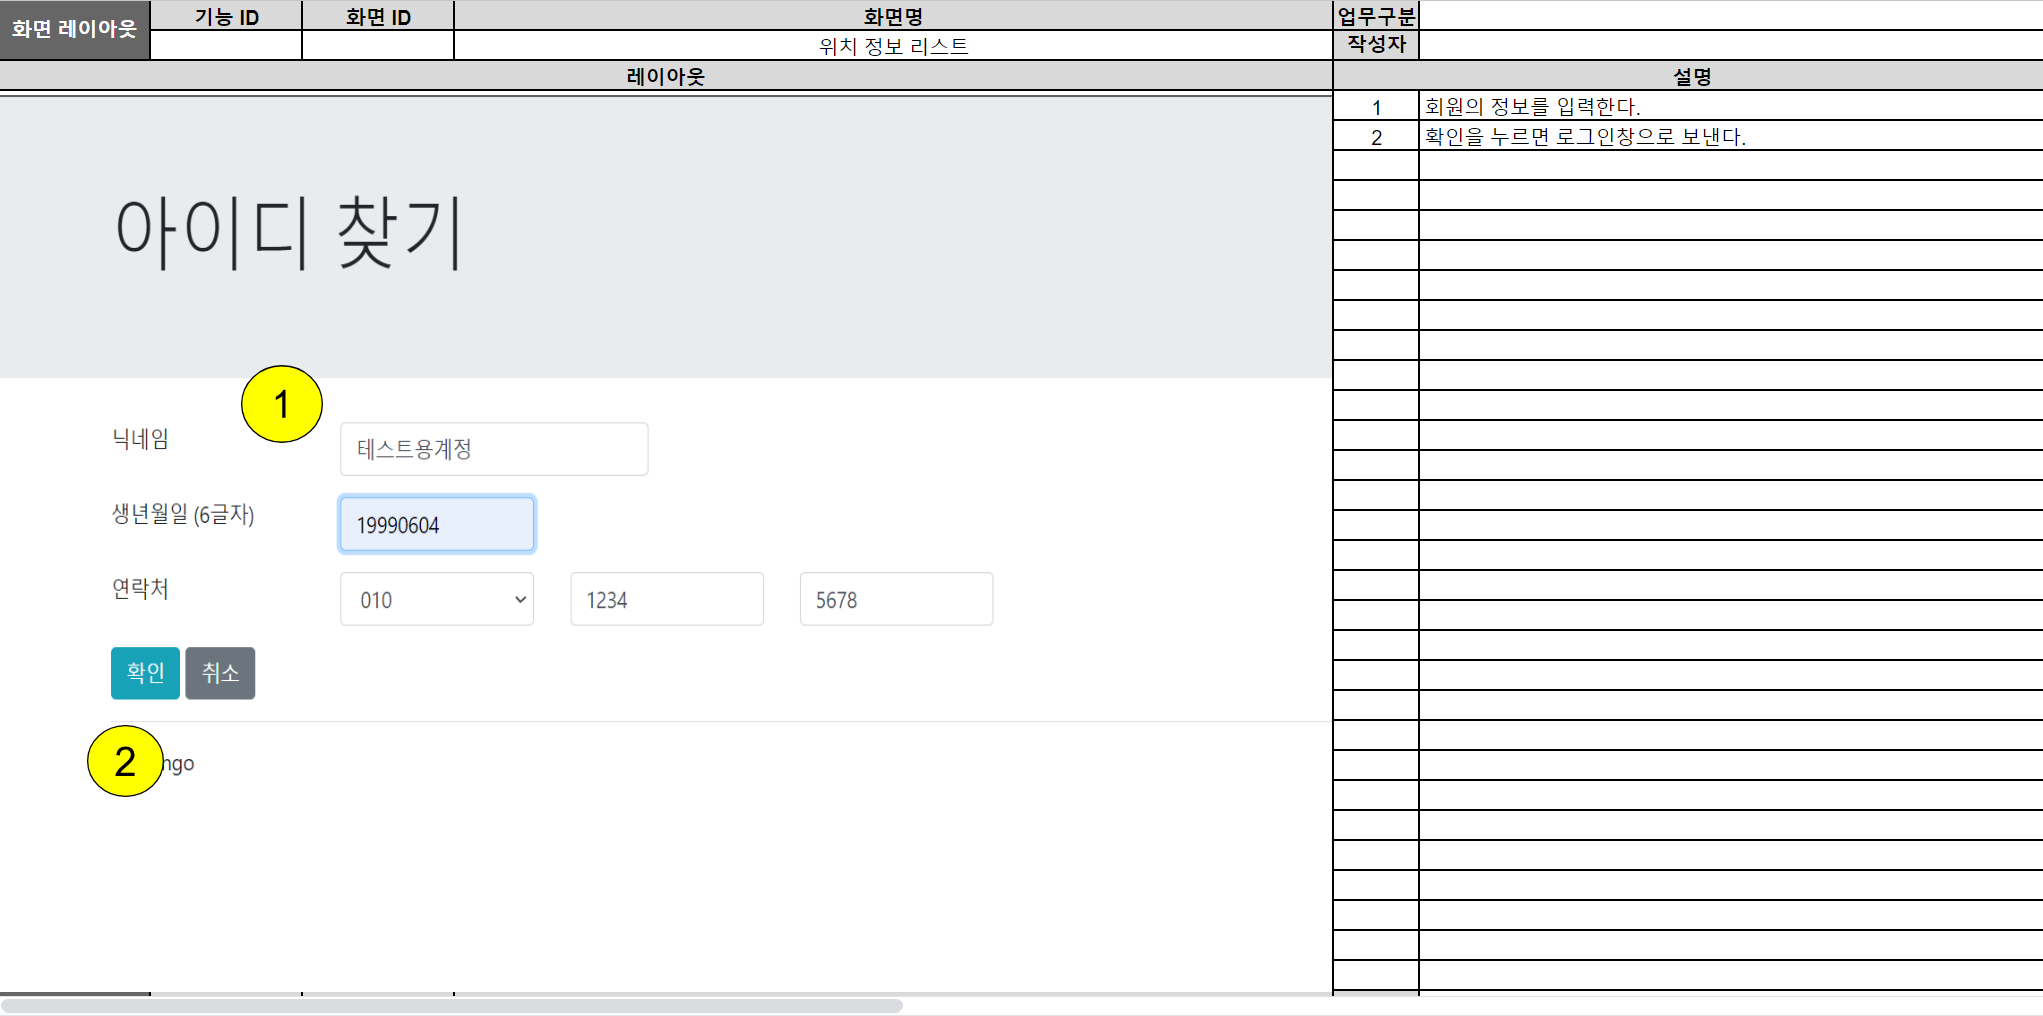 화면 레이아웃
기능 ID
화면 ID
화면명
업무구분
위치 정보 리스트
작성자
레이아웃
설명
1
회원의 정보를 입력한다.
2
확인을 누르면 로그인창으로 보낸다.
아이디 찾기
1
닉네임
테스트용계정
생년월일 (6글자)
19990604
연락처
010
1234
5678
확인
취소
2
ngo